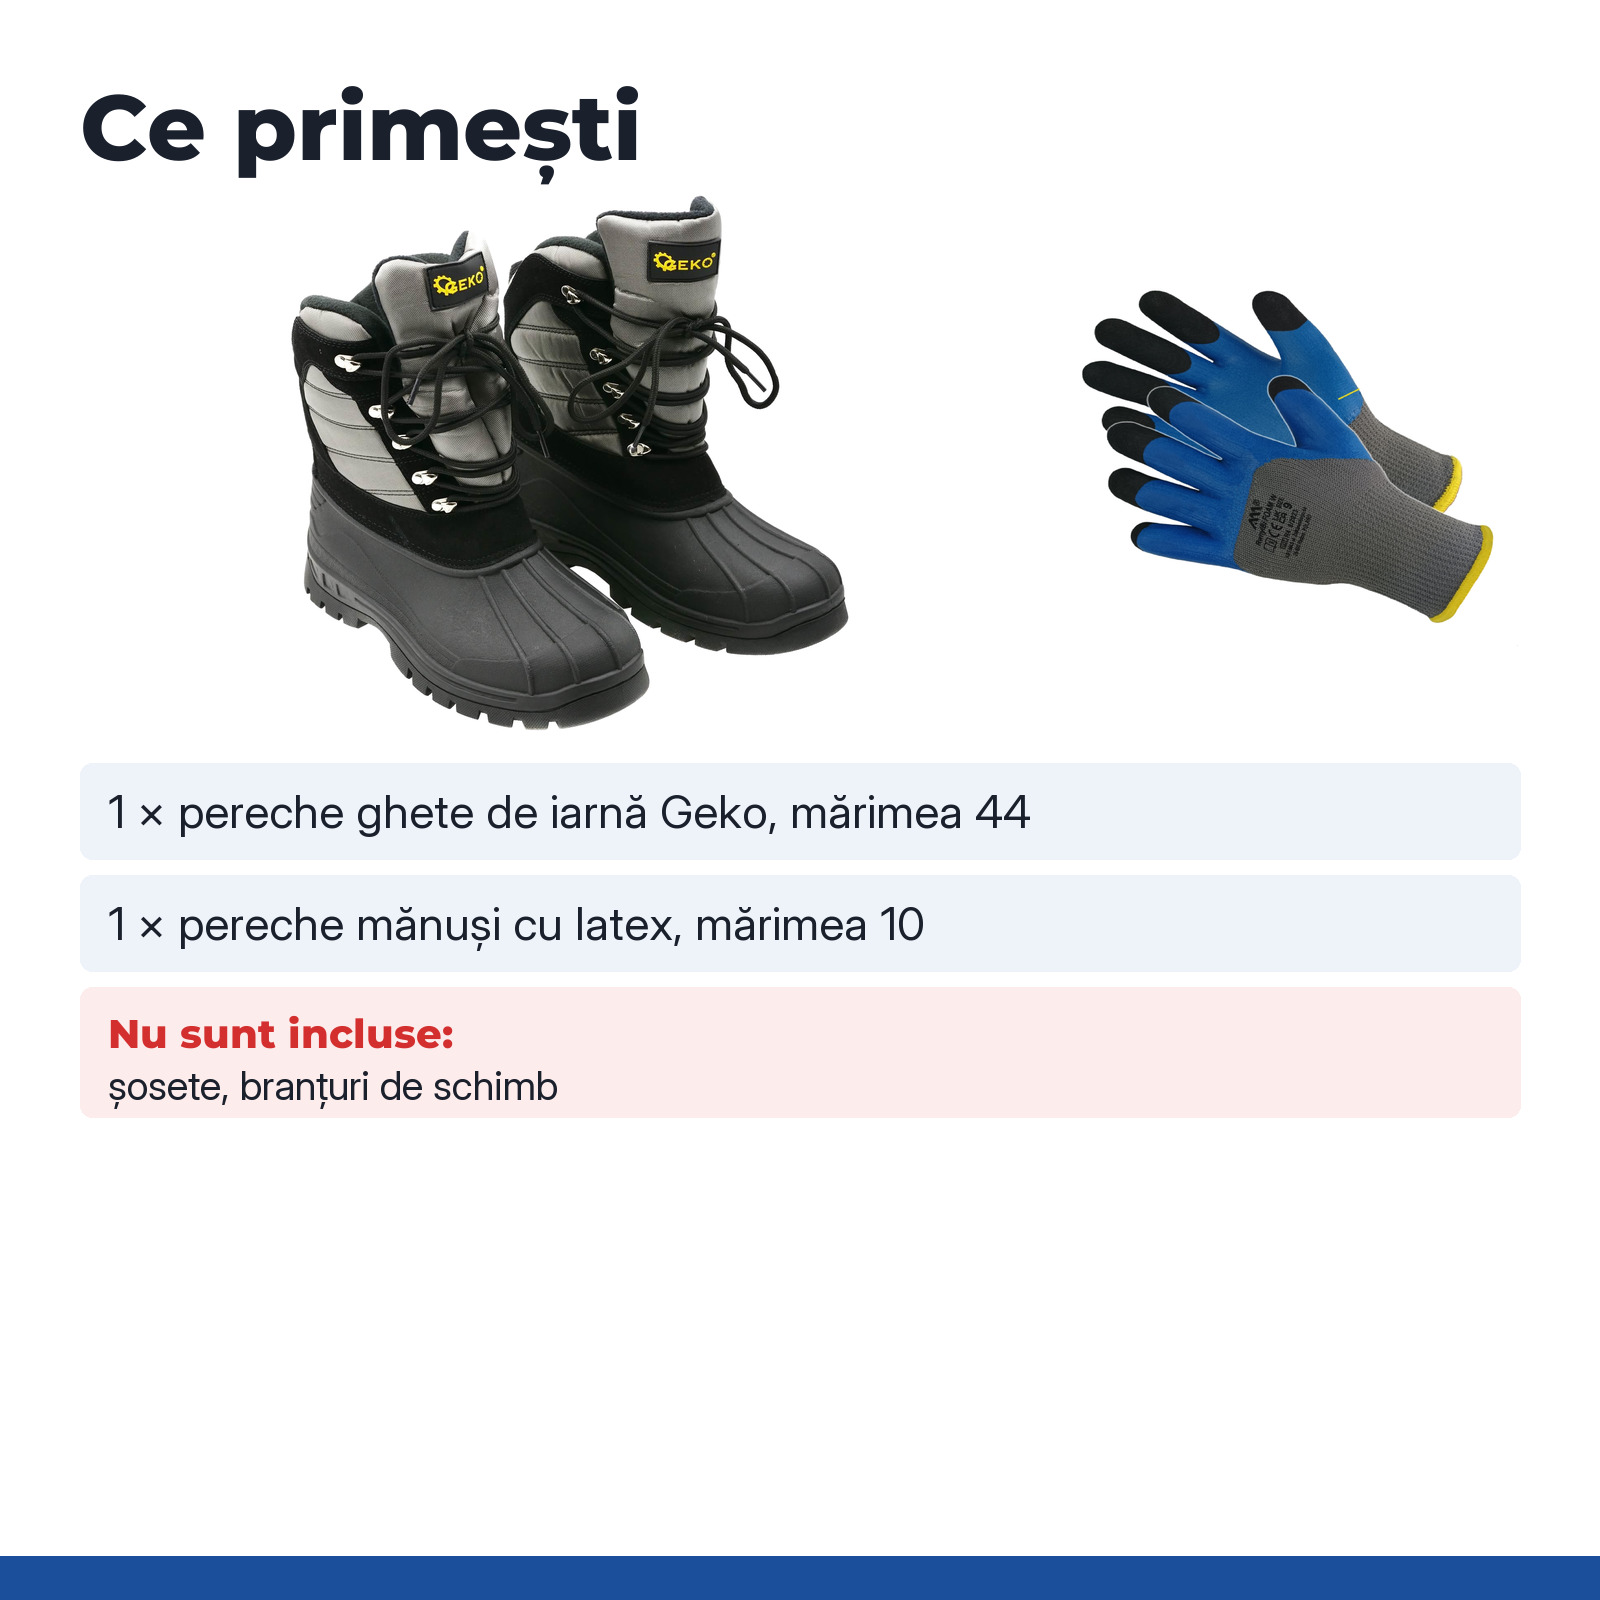 Ce primești
GEKO
GEKO
1 × pereche ghete de iarnă Geko, mărimea 44
1 × pereche mănuși cu latex, mărimea 10
Nu sunt incluse:
șosete, branțuri de schimb